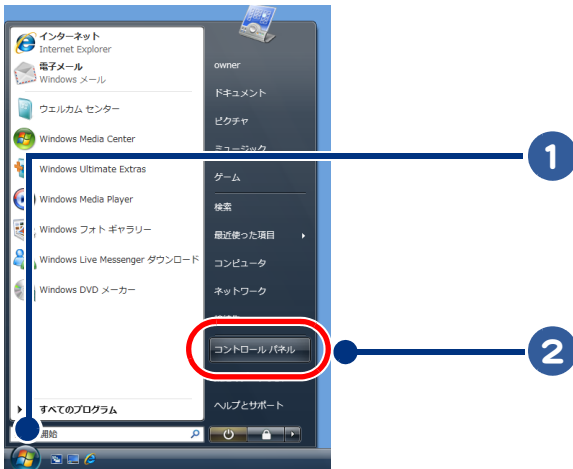 インターネット
Internet Explorer
電子メール
Windows メール
ウェルカム センター
Windows Media Center
Windows Ultimate Extras
Windows Media Player
Windows フォト ギャラリー
Windows Live Messenger ダウンロード
Windows DVD メーカー
すべてのプログラム
開始
owner
ドキュメント
ピクチャ
ミュージック
ゲーム
検索
最近使った項目
コンピュータ
ネットワーク
コントロール パネル
ヘルプとサポート
1
2